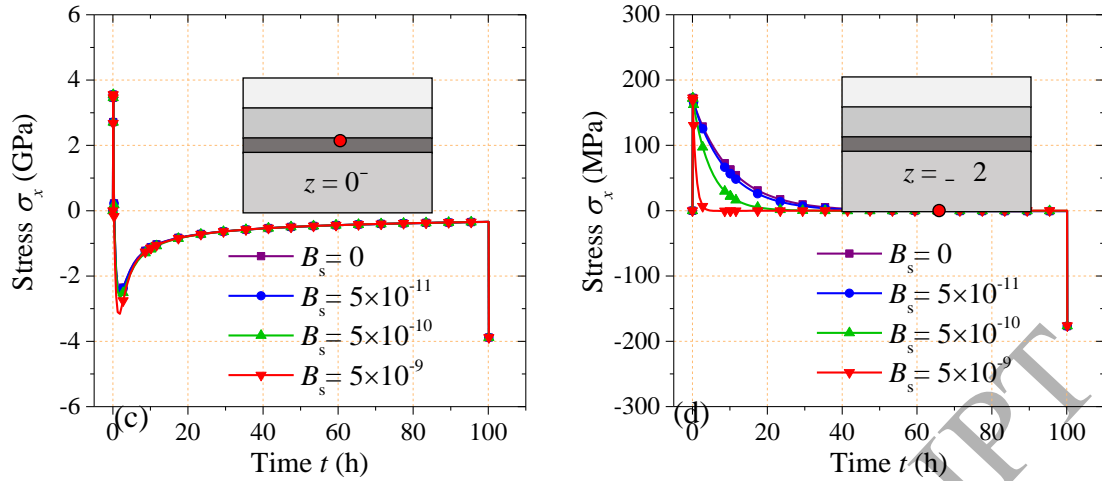 6
4
2
0
-2
-4
-6
Stress σx (GPa)
z = 0⁻
Bs = 0
Bs = 5×10⁻¹¹
Bs = 5×10⁻¹⁰
Bs = 5×10⁻⁹
(c)
0 20 40 60 80 100
Time t (h)
300
200
100
0
-100
-200
-300
Stress σx (MPa)
z = - 2
Bs = 0
Bs = 5×10⁻¹¹
Bs = 5×10⁻¹⁰
Bs = 5×10⁻⁹
(d)
0 20 40 60 80 100
Time t (h)
IPT